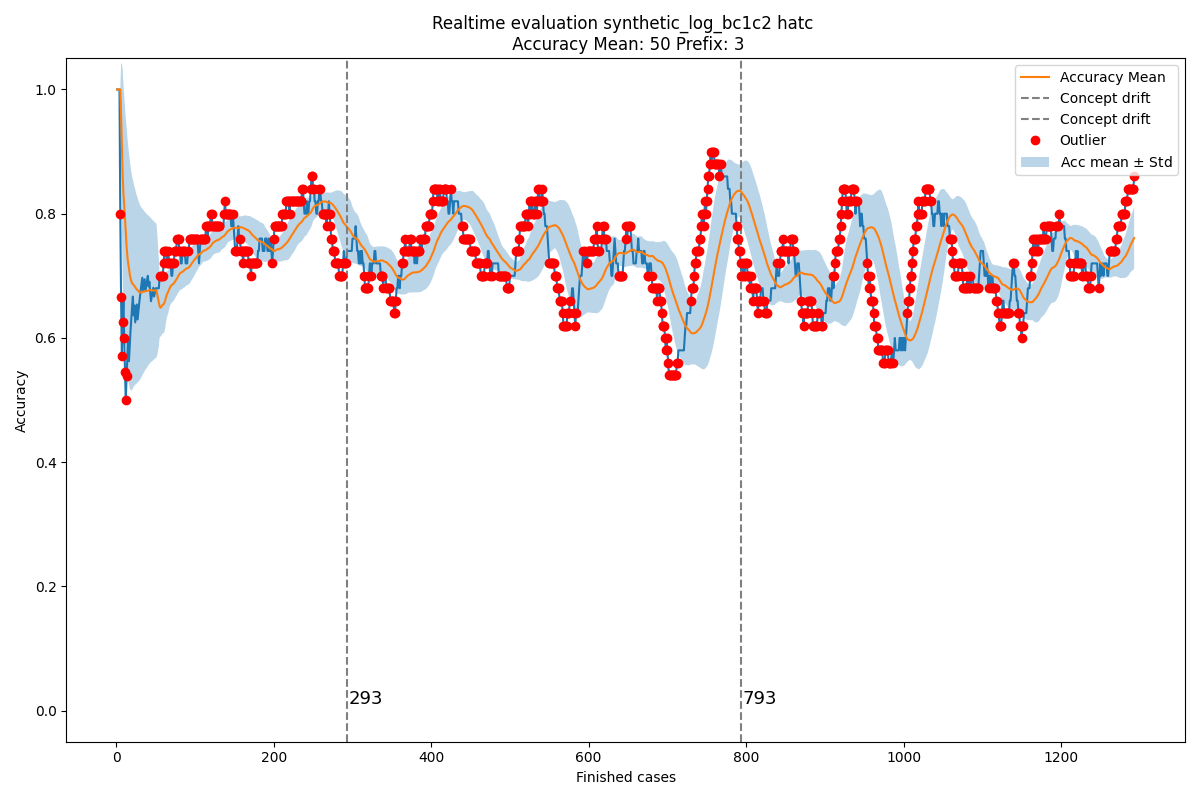 Realtime evaluation synthetic_log_bc1c2 hatc
Accuracy Mean: 50 Prefix: 3
Accuracy Mean
Concept drift
Concept drift
Outlier
Acc mean ± Std
1.0
0.8
0.6
0.4
0.2
0.0
Accuracy
293
793
0
200
400
600
800
1000
1200
Finished cases